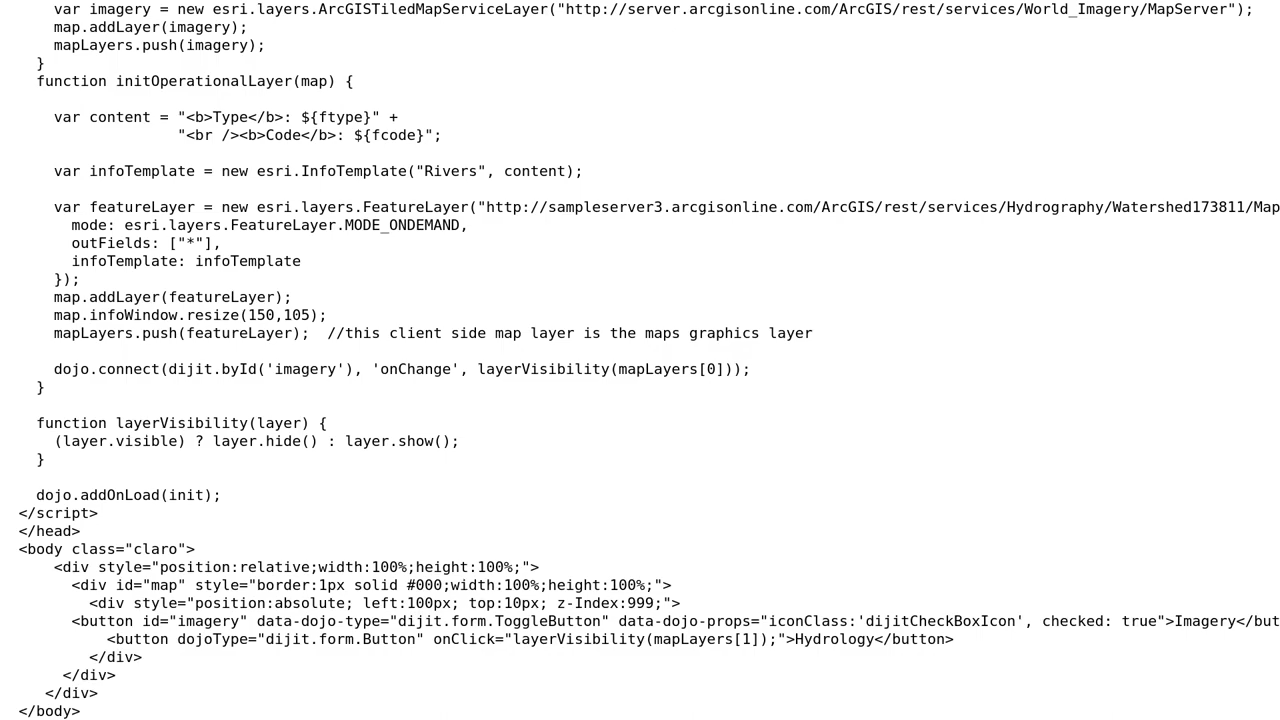 var imagery = new esri.layers.ArcGISTiledMapServiceLayer("http://server.arcgisonline.com/ArcGIS/rest/services/World_Imagery/MapServer");
map.addLayer(imagery);
mapLayers.push(imagery);
}
function initOperationalLayer(map) {
var content = "<b>Type</b>: ${ftype}" +
"<br /><b>Code</b>: ${fcode}";
var infoTemplate = new esri.InfoTemplate("Rivers", content);
var featureLayer = new esri.layers.FeatureLayer("http://sampleserver3.arcgisonline.com/ArcGIS/rest/services/Hydrography/Watershed173811/Map
mode: esri.layers.FeatureLayer.MODE_ONDEMAND,
outFields: ["*"],
infoTemplate: infoTemplate
});
map.addLayer(featureLayer);
map.infoWindow.resize(150,105);
mapLayers.push(featureLayer);  //this client side map layer is the maps graphics layer
dojo.connect(dijit.byId('imagery'), 'onChange', layerVisibility(mapLayers[0]));
}
function layerVisibility(layer) {
(layer.visible) ? layer.hide() : layer.show();
}
dojo.addOnLoad(init);
</script>
</head>
<body class="claro">
<div style="position:relative;width:100%;height:100%;">
<div id="map" style="border:1px solid #000;width:100%;height:100%;">
<div style="position:absolute; left:100px; top:10px; z-Index:999;">
<button id="imagery" data-dojo-type="dijit.form.ToggleButton" data-dojo-props="iconClass:'dijitCheckBoxIcon', checked: true">Imagery</but
<button dojoType="dijit.form.Button" onClick="layerVisibility(mapLayers[1]);">Hydrology</button>
</div>
</div>
</div>
</body>